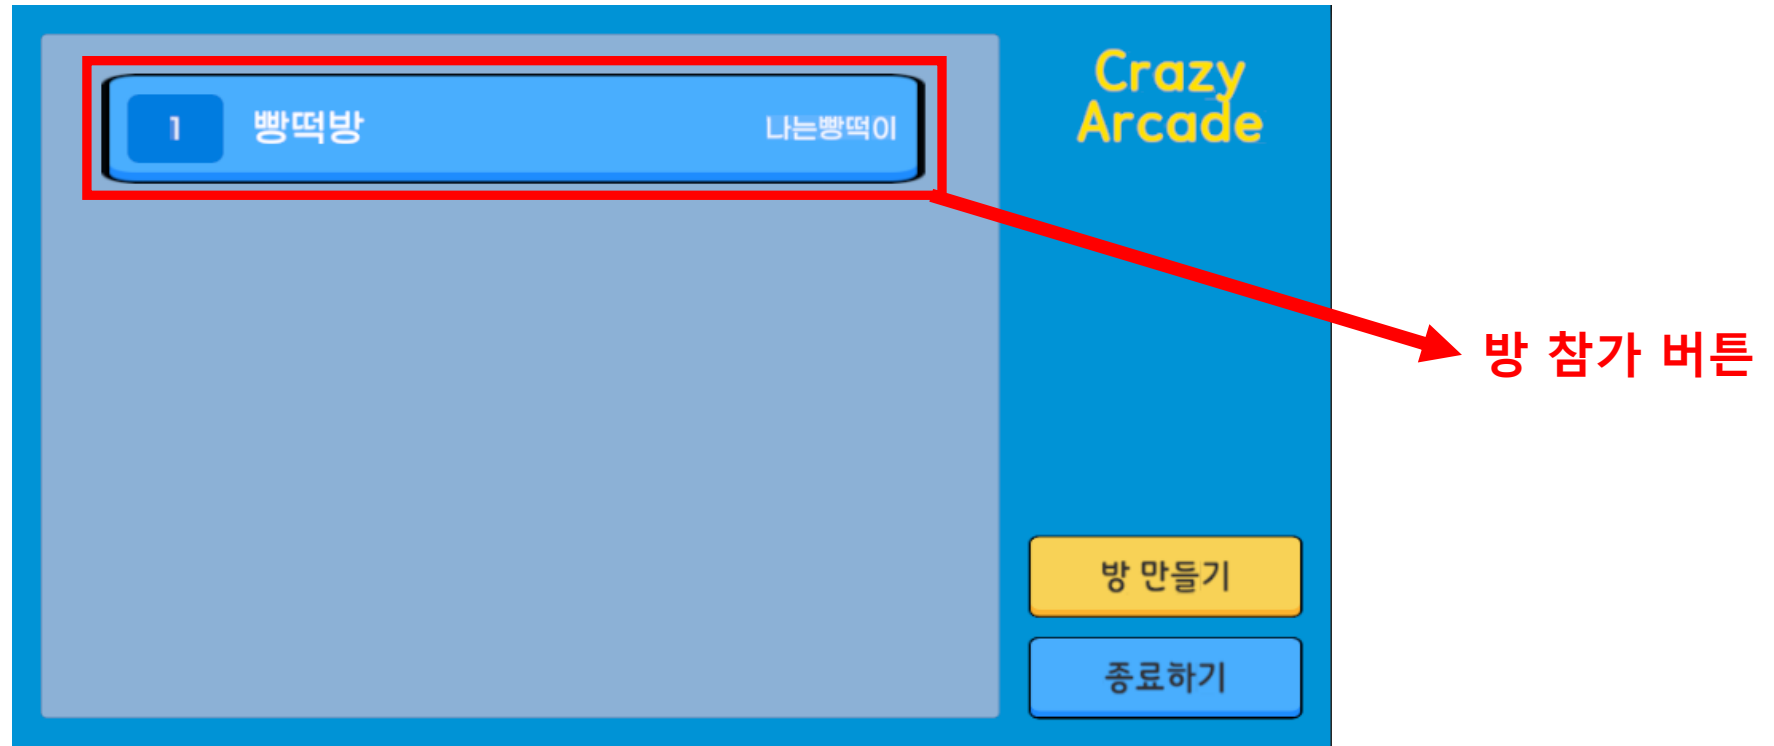 1 빵떡방 나는빵떡이
Crazy
Arcade
방 참가 버튼
방 만들기
종료하기